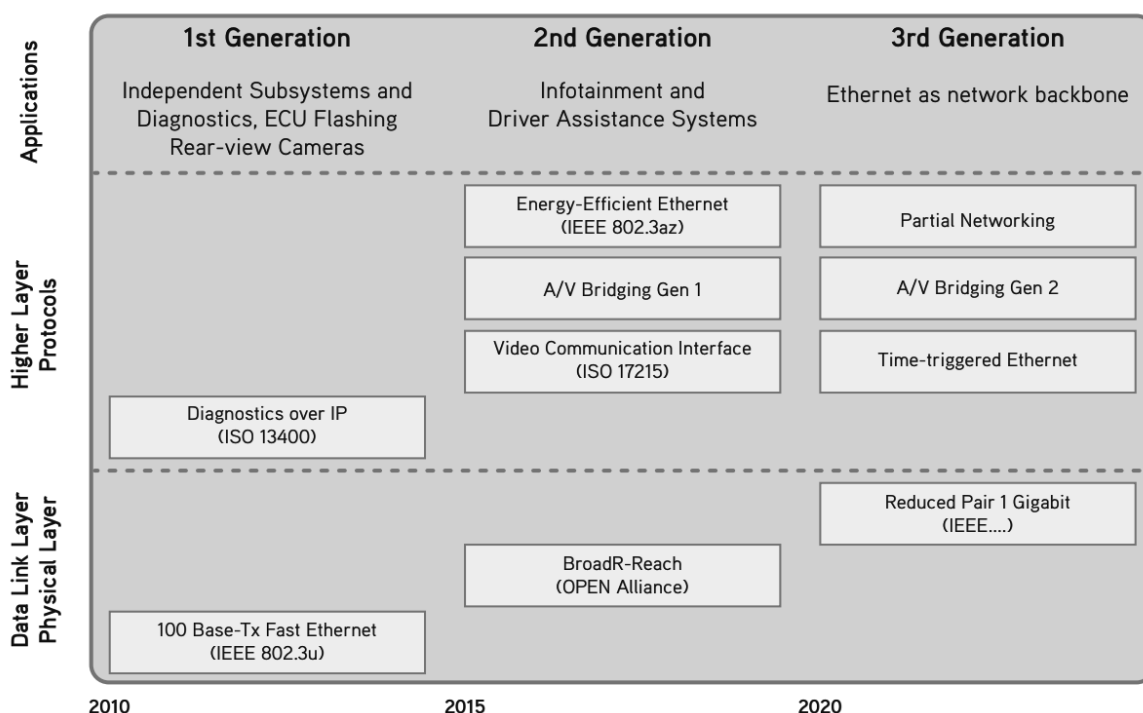 Applications
Higher Layer
Protocols
Data Link Layer
Physical Layer
1st Generation
Independent Subsystems and
Diagnostics, ECU Flashing
Rear-view Cameras
2nd Generation
Infotainment and
Driver Assistance Systems
3rd Generation
Ethernet as network backbone
Energy-Efficient Ethernet
(IEEE 802.3az)
Partial Networking
A/V Bridging Gen 1
A/V Bridging Gen 2
Video Communication Interface
(ISO 17215)
Time-triggered Ethernet
Diagnostics over IP
(ISO 13400)
Reduced Pair 1 Gigabit
(IEEE....)
BroadR-Reach
(OPEN Alliance)
100 Base-Tx Fast Ethernet
(IEEE 802.3u)
2010
2015
2020